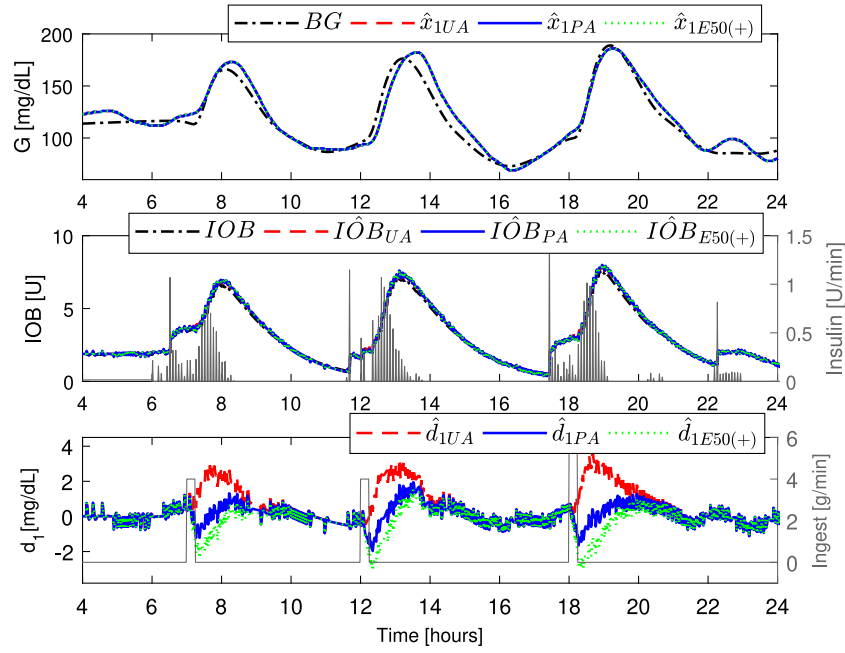 BG x̂1UA x̂1PA x̂1E50(+)
200
150
100
G [mg/dL]
4 6 8 10 12 14 16 18 20 22 24
IOB IÔB_UA IÔB_PA IÔB_E50(+)
10
5
0
IOB [U]
1.5
1
0.5
0
Insulin [U/min]
4 6 8 10 12 14 16 18 20 22 24
d̂1UA d̂1PA d̂1E50(+)
4
2
0
-2
d1[mg/dL]
6
4
2
0
Ingest [g/min]
4 6 8 10 12 14 16 18 20 22 24
Time [hours]